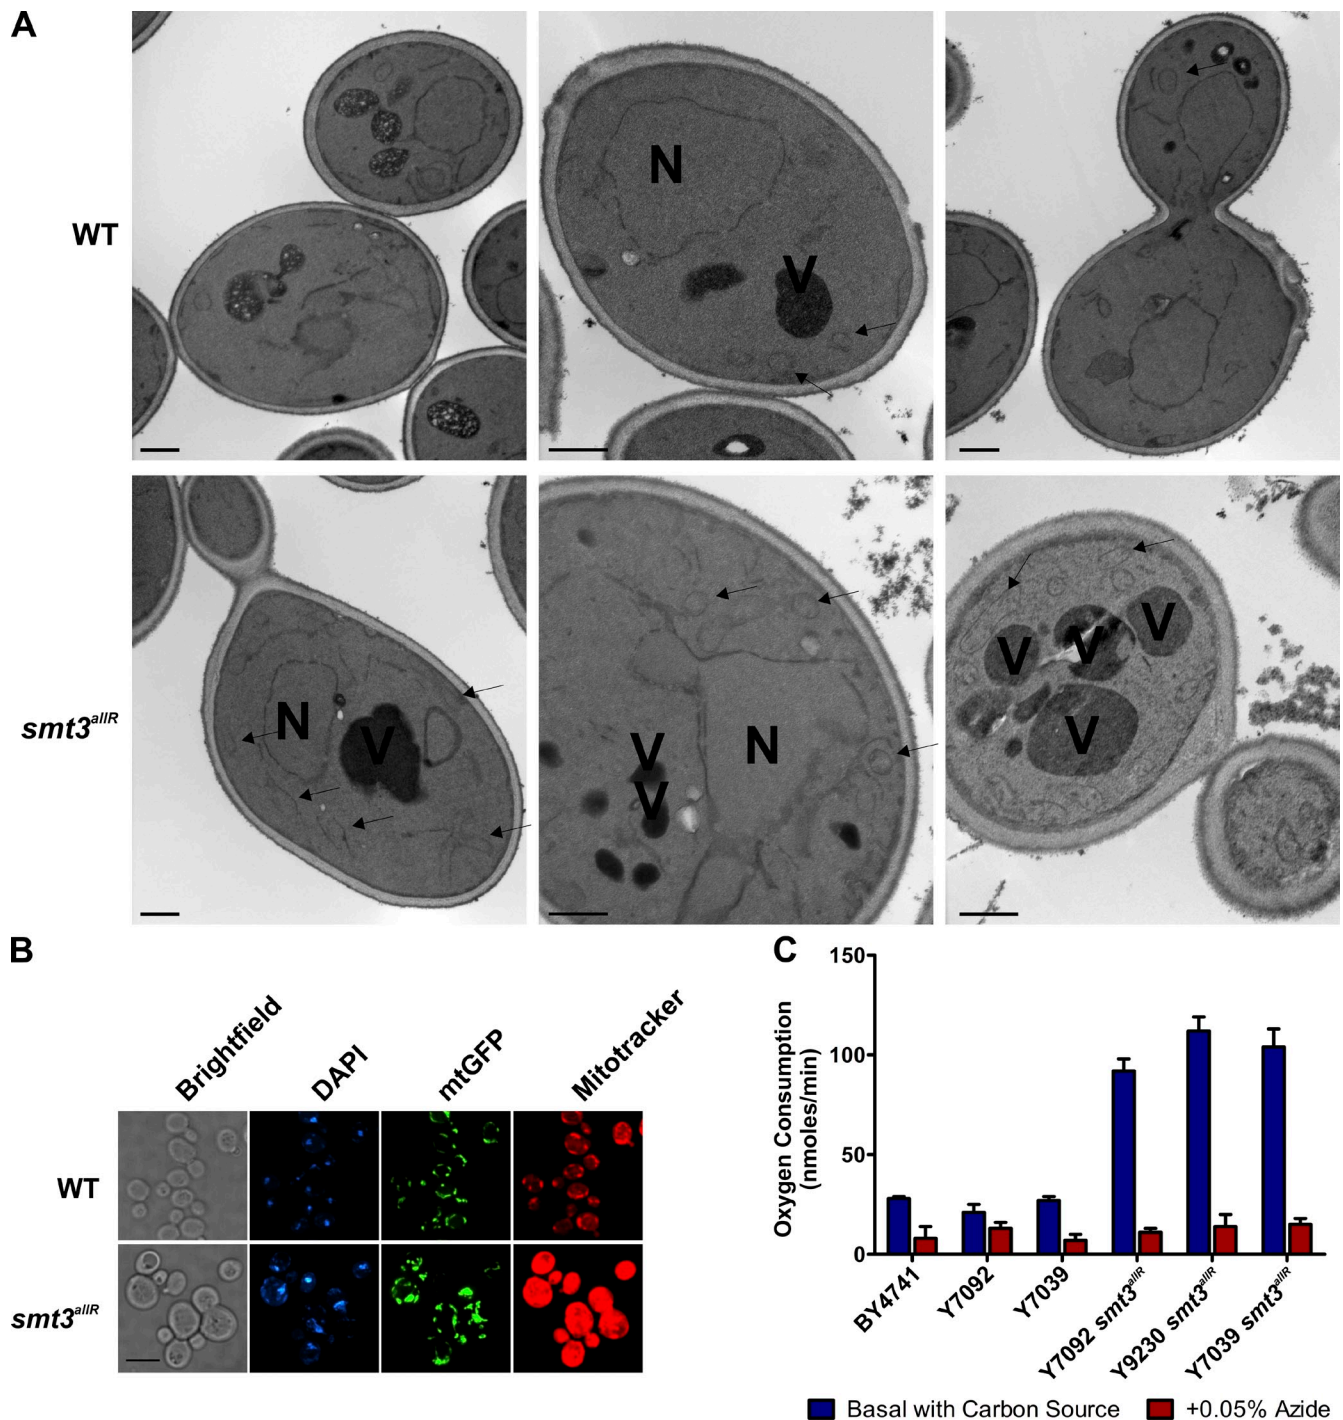 A
WT
N
V
smt3allR
N
V
V
V
N
V
V
V
V
B
Brightfield
DAPI
mtGFP
Mitotracker
WT
smt3allR
C
Oxygen Consumption
(nmoles/min)
150
100
50
0
BY4741
Y7092
Y7039
Y7092 smt3allR
Y9230 smt3allR
Y7039 smt3allR
Basal with Carbon Source
+0.05% Azide